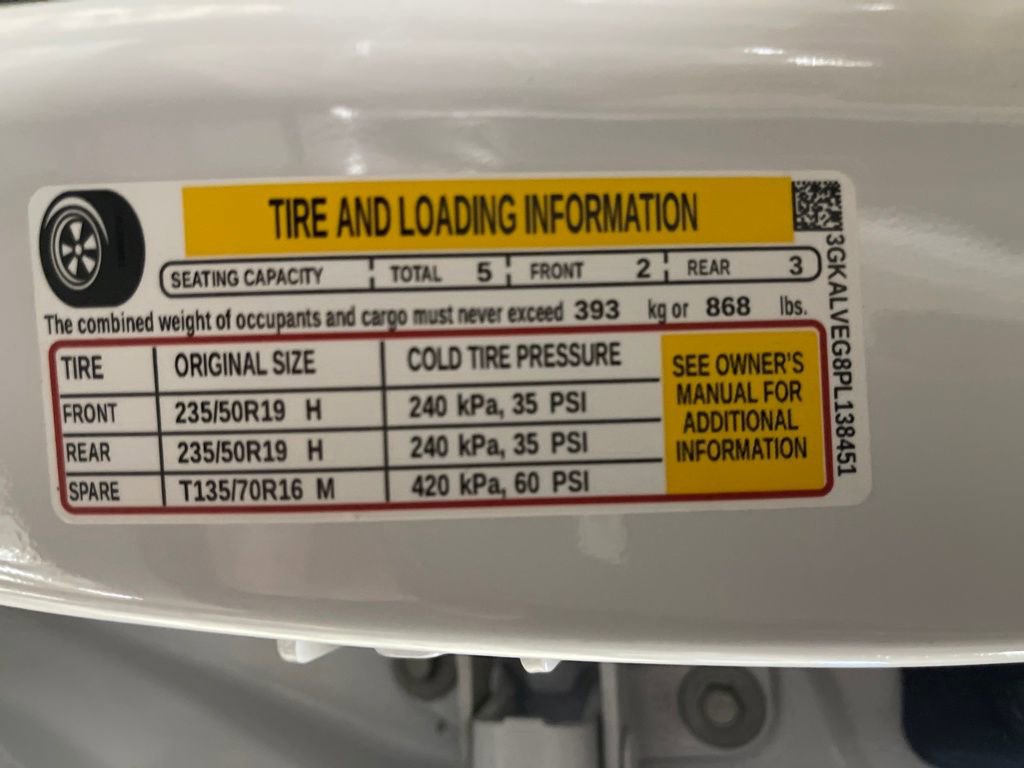 TIRE AND LOADING INFORMATION
SEATING CAPACITY TOTAL 5 FRONT 2 REAR 3
The combined weight of occupants and cargo must never exceed 393 kg or 868 lbs.
TIRE ORIGINAL SIZE COLD TIRE PRESSURE
FRONT 235/50R19 H 240 kPa, 35 PSI
REAR 235/50R19 H 240 kPa, 35 PSI
SPARE T135/70R16 M 420 kPa, 60 PSI
SEE OWNER'S
MANUAL FOR
ADDITIONAL
INFORMATION
3GKALVEG8PL138451